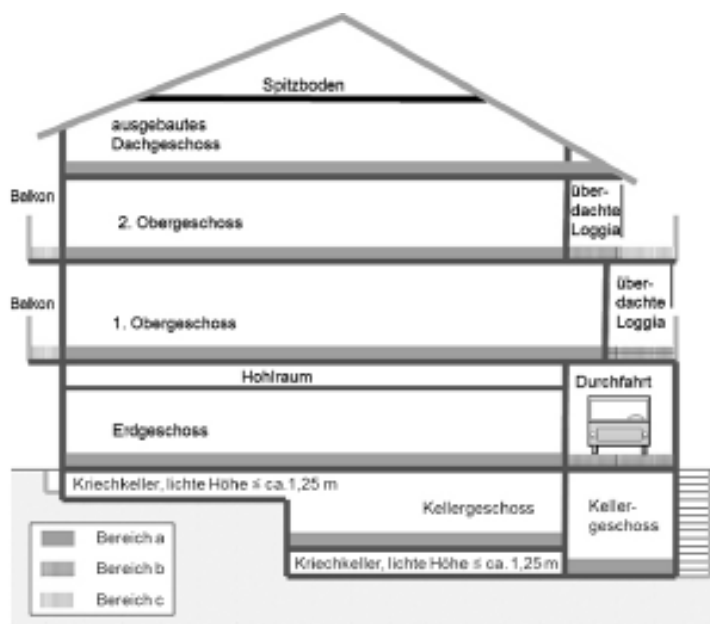 Spitzboden
ausgebautes
Dachgeschoss
Balkon
2. Obergeschoss
über-
dachte
Loggia
Balkon
1. Obergeschoss
über-
dachte
Loggia
Hohlraum
Durchfahrt
Erdgeschoss
Kriechkeller, lichte Höhe ≤ ca. 1,25 m
Kellergeschoss
Keller-
geschoss
Kriechkeller, lichte Höhe ≤ ca. 1,25 m
Bereich a
Bereich b
Bereich c